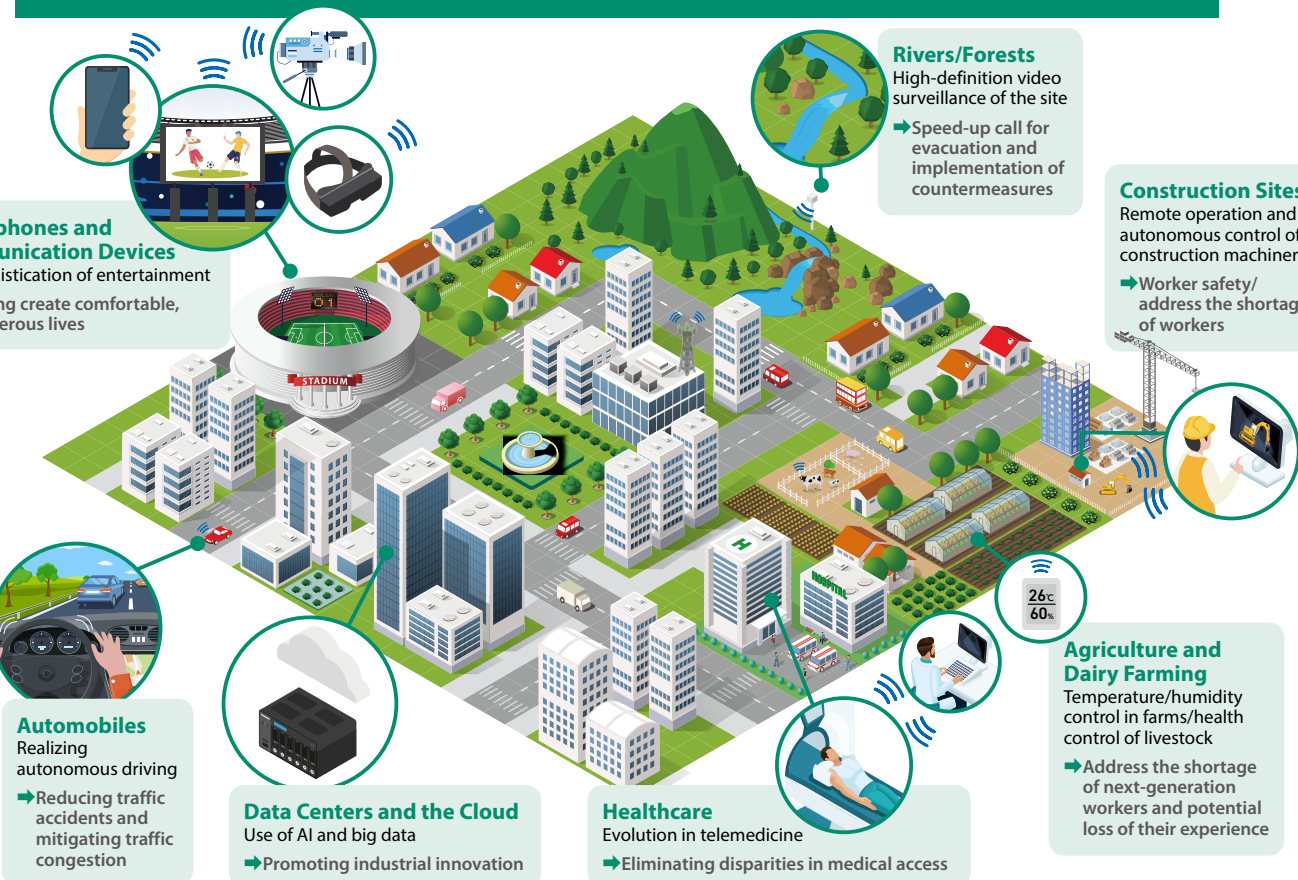 Rivers/Forests
High-definition video
surveillance of the site
➡Speed-up call for
evacuation and
implementation of
countermeasures
Construction Sites
Remote operation and
autonomous control of
construction machiner
➡Worker safety/
address the shortag
of workers
phones and
unication Devices
istication of entertainment
ng create comfortable,
erous lives
01
STADIUM
H
HOSPITAL
26℃
60%
Agriculture and
Dairy Farming
Temperature/humidity
control in farms/health
control of livestock
➡Address the shortage
of next-generation
workers and potential
loss of their experience
Automobiles
Realizing
autonomous driving
➡Reducing traffic
accidents and
mitigating traffic
congestion
Data Centers and the Cloud
Use of AI and big data
➡Promoting industrial innovation
Healthcare
Evolution in telemedicine
➡Eliminating disparities in medical access